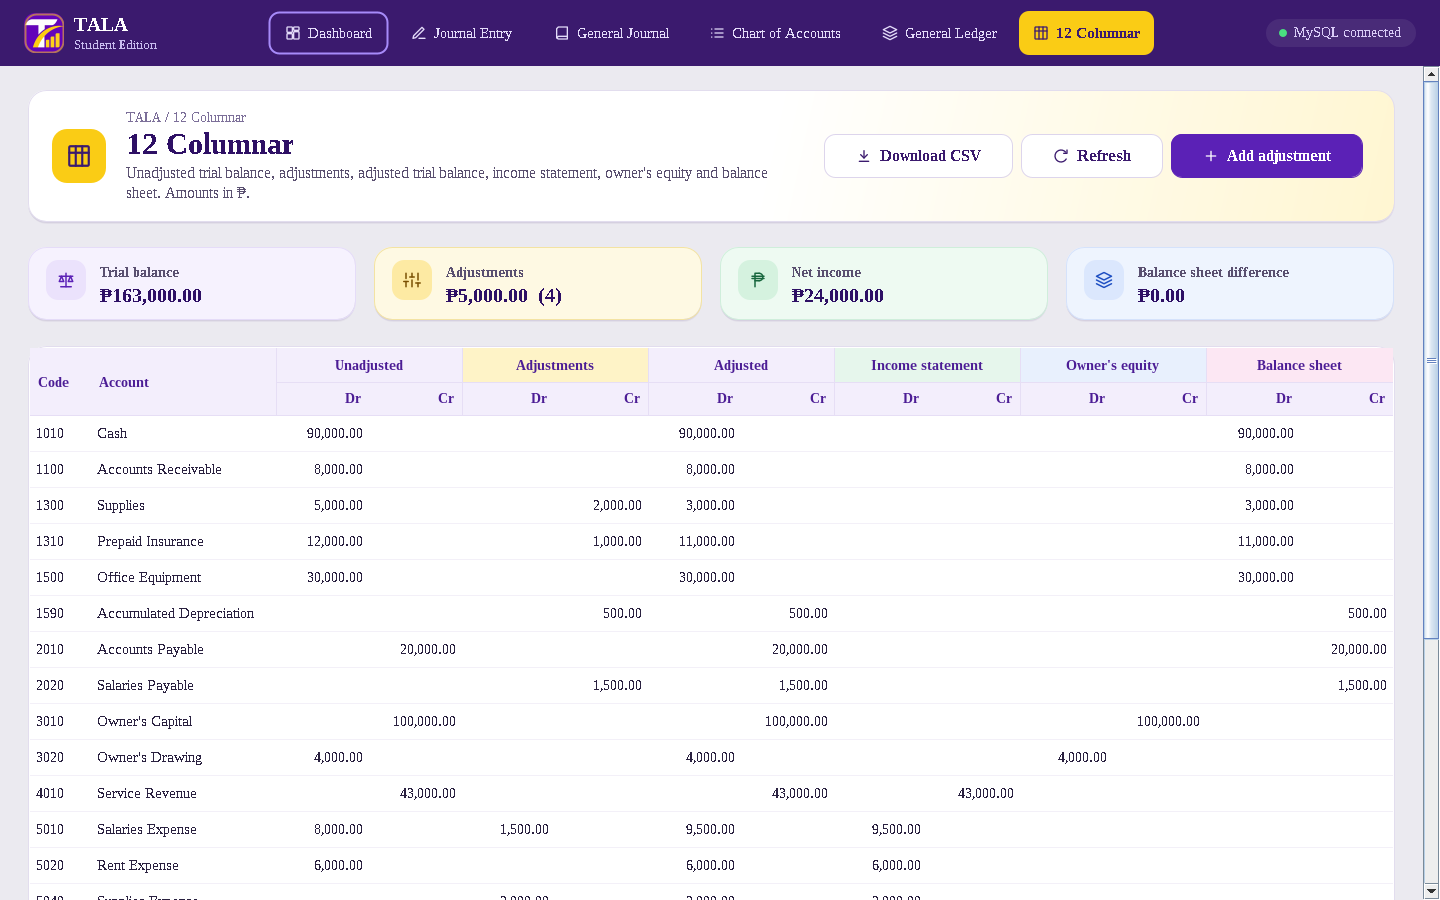 TALA
Student Edition
Dashboard
Journal Entry
General Journal
Chart of Accounts
General Ledger
12 Columnar
MySQL connected
TALA / 12 Columnar
12 Columnar
Unadjusted trial balance, adjustments, adjusted trial balance, income statement, owner's equity and balance
sheet. Amounts in ₱.
Download CSV
Refresh
Add adjustment
Trial balance
₱163,000.00
Adjustments
₱5,000.00 (4)
Net income
₱24,000.00
Balance sheet difference
₱0.00
Code Account Unadjusted Adjustments Adjusted Income statement Owner's equity Balance sheet
Dr Cr Dr Cr Dr Cr Dr Cr Dr Cr Dr Cr
1010 Cash 90,000.00 90,000.00 90,000.00
1100 Accounts Receivable 8,000.00 8,000.00 8,000.00
1300 Supplies 5,000.00 2,000.00 3,000.00 3,000.00
1310 Prepaid Insurance 12,000.00 1,000.00 11,000.00 11,000.00
1500 Office Equipment 30,000.00 30,000.00 30,000.00
1590 Accumulated Depreciation 500.00 500.00 500.00
2010 Accounts Payable 20,000.00 20,000.00 20,000.00
2020 Salaries Payable 1,500.00 1,500.00 1,500.00
3010 Owner's Capital 100,000.00 100,000.00 100,000.00
3020 Owner's Drawing 4,000.00 4,000.00 4,000.00
4010 Service Revenue 43,000.00 43,000.00 43,000.00
5010 Salaries Expense 8,000.00 1,500.00 9,500.00 9,500.00
5020 Rent Expense 6,000.00 6,000.00 6,000.00